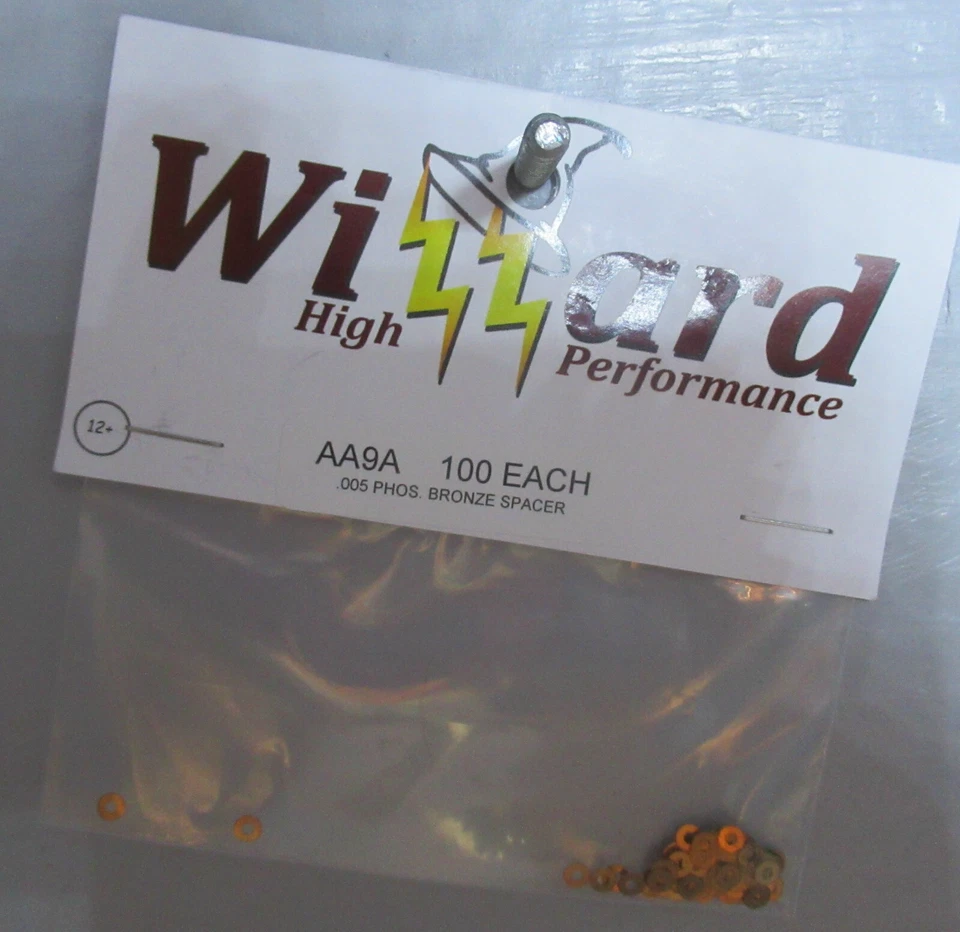 Wizzard
High Performance
12+
AA9A 100 EACH
.005 PHOS. BRONZE SPACER